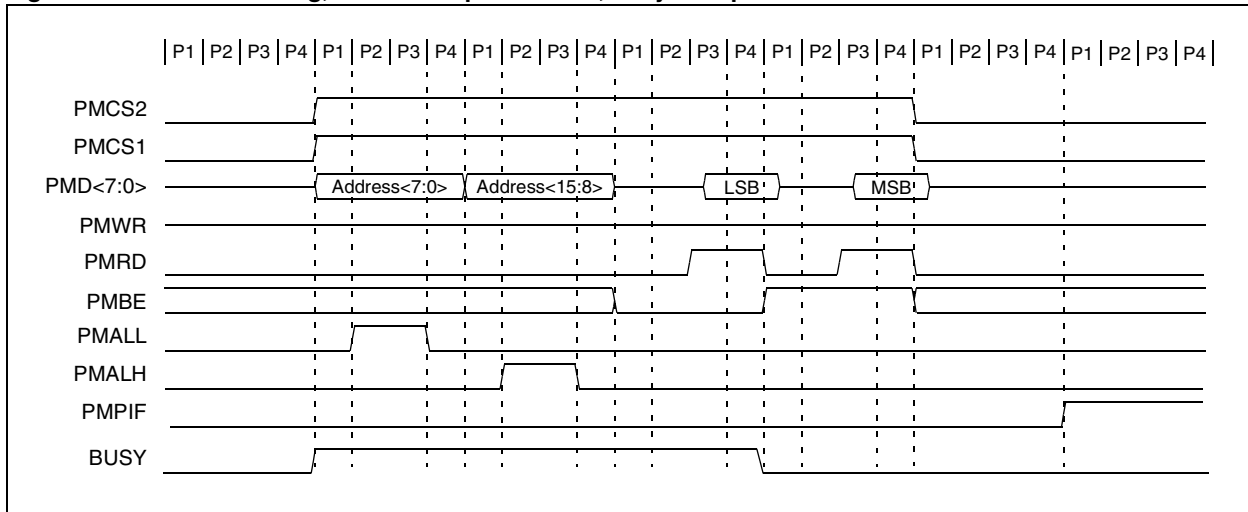 P1 P2 P3 P4 P1 P2 P3 P4 P1 P2 P3 P4 P1 P2 P3 P4 P1 P2 P3 P4 P1 P2 P3 P4 P1 P2 P3 P4
PMCS2
PMCS1
PMD<7:0> Address<7:0> Address<15:8> LSB MSB
PMWR
PMRD
PMBE
PMALL
PMALH
PMPIF
BUSY